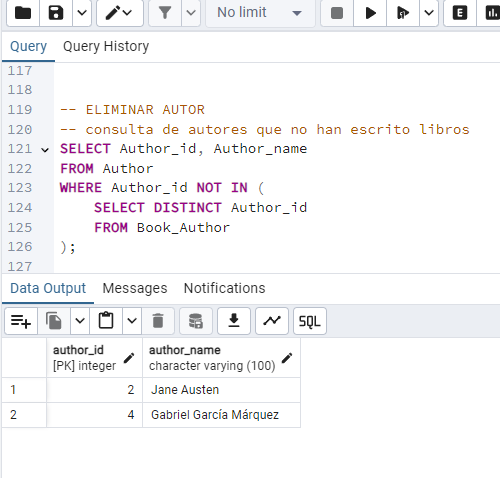 No limit
E
Query Query History
117
118
119 -- ELIMINAR AUTOR
120 -- consulta de autores que no han escrito libros
121 SELECT Author_id, Author_name
122 FROM Author
123 WHERE Author_id NOT IN (
124 SELECT DISTINCT Author_id
125 FROM Book_Author
126 );
127
Data Output Messages Notifications
SQL
author_id author_name
[PK] integer character varying (100)
1 2 Jane Austen
2 4 Gabriel García Márquez